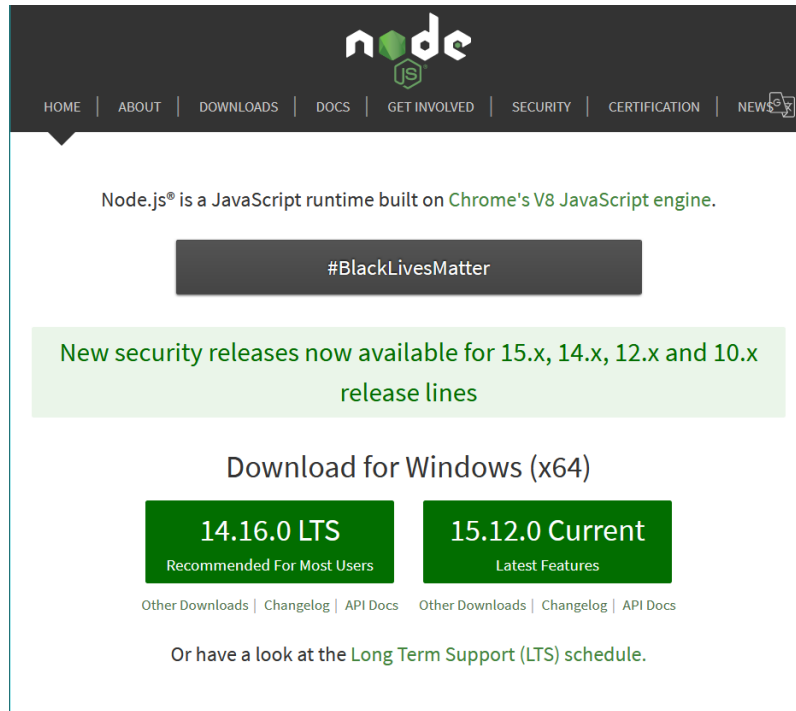 node
JS®
HOME | ABOUT | DOWNLOADS | DOCS | GET INVOLVED | SECURITY | CERTIFICATION | NEWS
Node.js® is a JavaScript runtime built on Chrome's V8 JavaScript engine.
#BlackLivesMatter
New security releases now available for 15.x, 14.x, 12.x and 10.x
release lines
Download for Windows (x64)
14.16.0 LTS
Recommended For Most Users
15.12.0 Current
Latest Features
Other Downloads | Changelog | API Docs
Other Downloads | Changelog | API Docs
Or have a look at the Long Term Support (LTS) schedule.